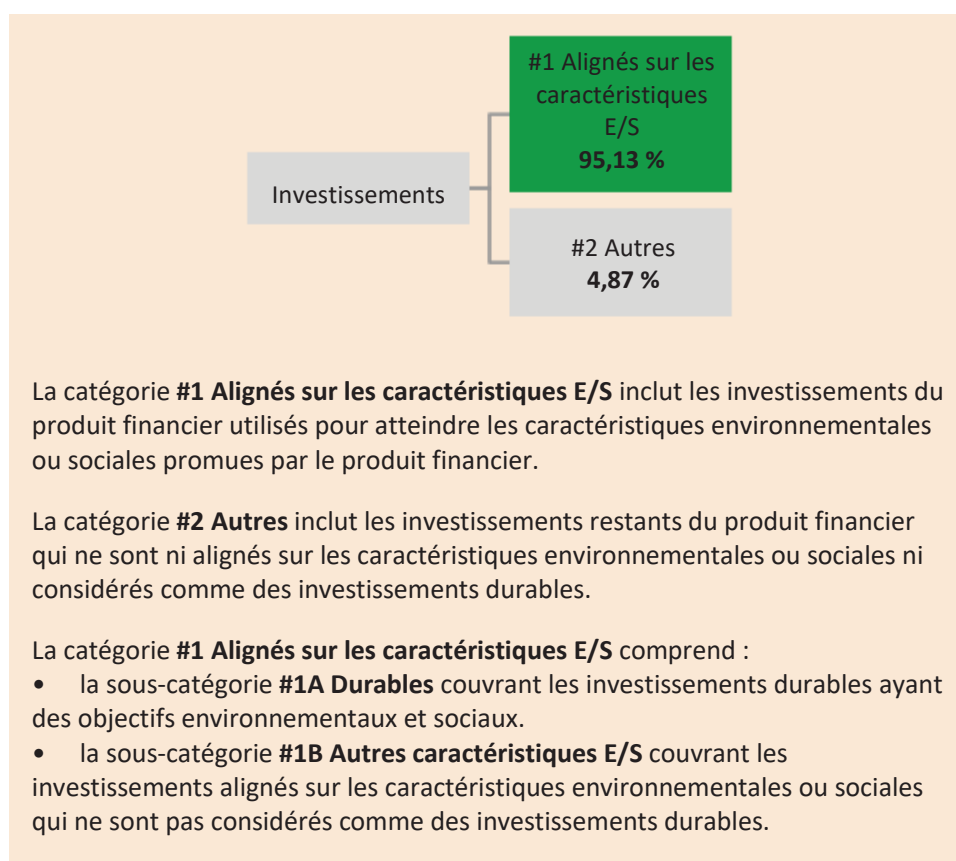 #1 Alignés sur les
caractéristiques
E/S
95,13 %
Investissements
#2 Autres
4,87 %
La catégorie #1 Alignés sur les caractéristiques E/S inclut les investissements du
produit financier utilisés pour atteindre les caractéristiques environnementales
ou sociales promues par le produit financier.
La catégorie #2 Autres inclut les investissements restants du produit financier
qui ne sont ni alignés sur les caractéristiques environnementales ou sociales ni
considérés comme des investissements durables.
La catégorie #1 Alignés sur les caractéristiques E/S comprend :
• la sous-catégorie #1A Durables couvrant les investissements durables ayant
des objectifs environnementaux et sociaux.
• la sous-catégorie #1B Autres caractéristiques E/S couvrant les
investissements alignés sur les caractéristiques environnementales ou sociales
qui ne sont pas considérés comme des investissements durables.